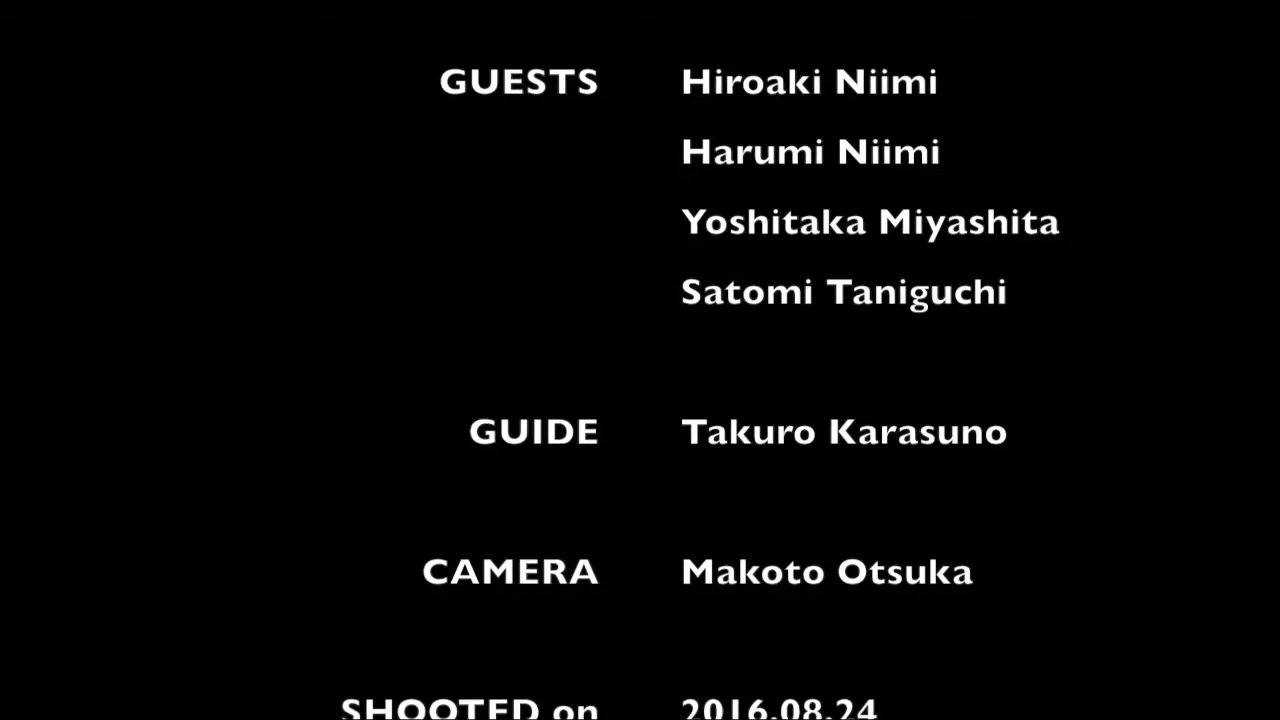 GUESTS Hiroaki Niimi
Harumi Niimi
Yoshitaka Miyashita
Satomi Taniguchi
GUIDE Takuro Karasuno
CAMERA Makoto Otsuka
SHOOTED on 2016.08.24